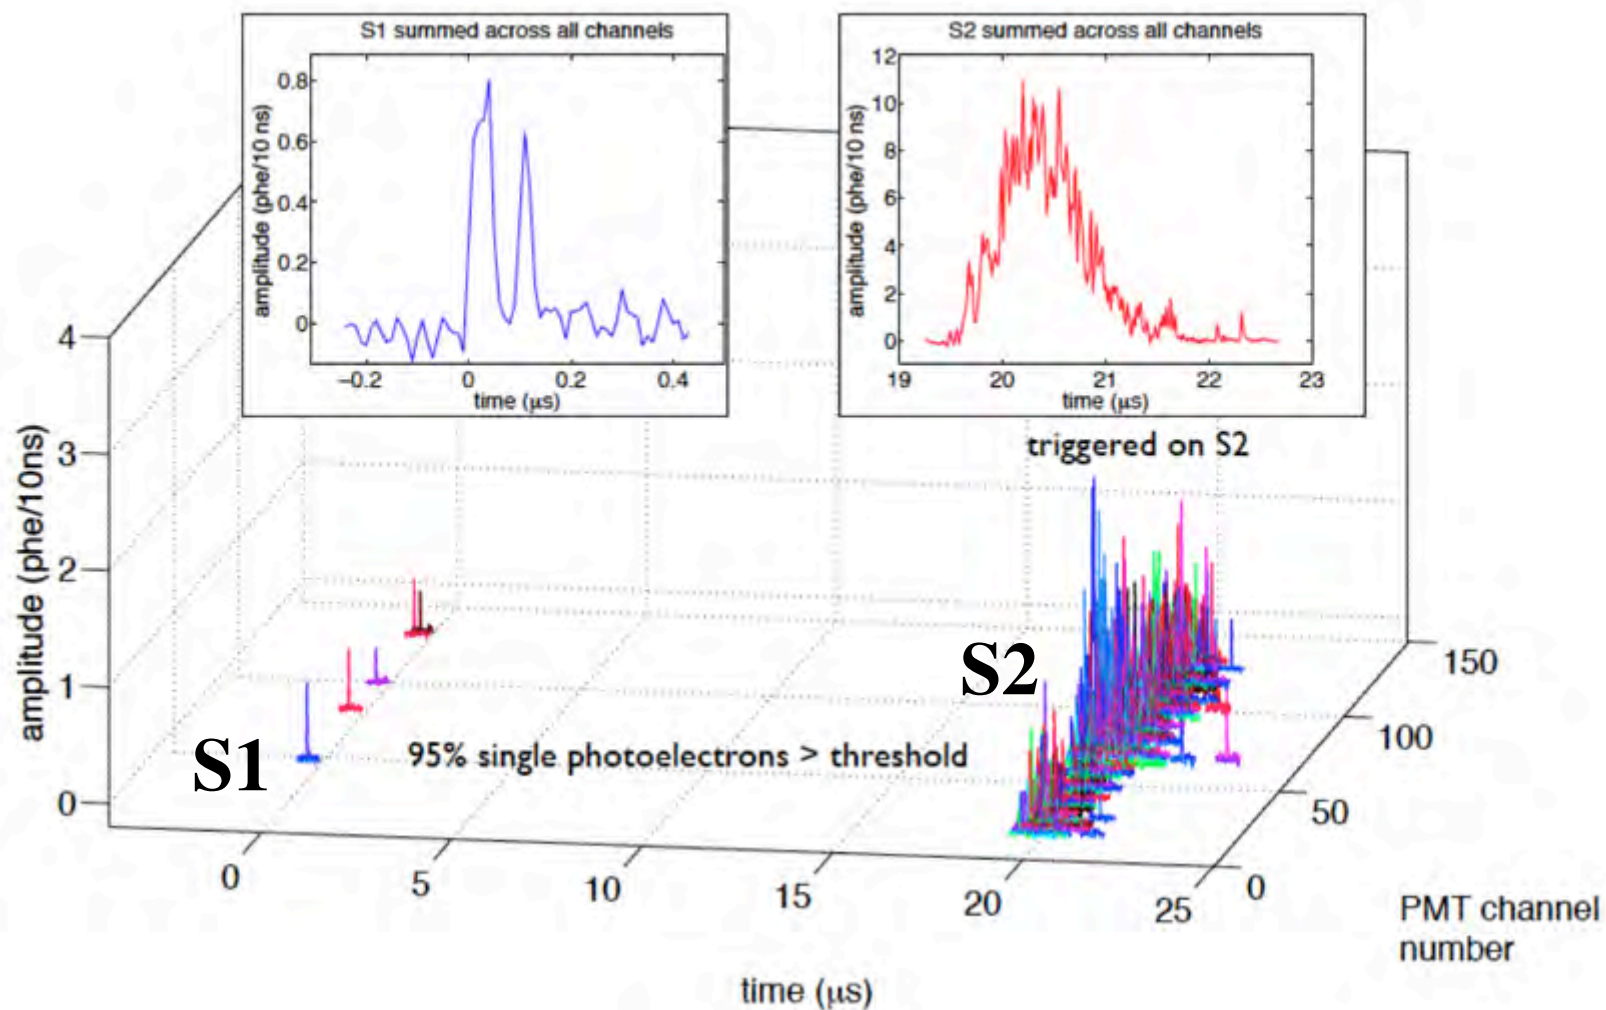 S1 summed across all channels
amplitude (phe/10 ns)
0.8
0.6
0.4
0.2
0
−0.2
0
0.2
0.4
time (μs)
S2 summed across all channels
amplitude (phe/10 ns)
12
10
8
6
4
2
0
19
20
21
22
23
time (μs)
triggered on S2
amplitude (phe/10ns)
4
3
2
1
0
S1
95% single photoelectrons > threshold
S2
0
5
10
15
20
25
time (μs)
150
100
50
0
PMT channel
number